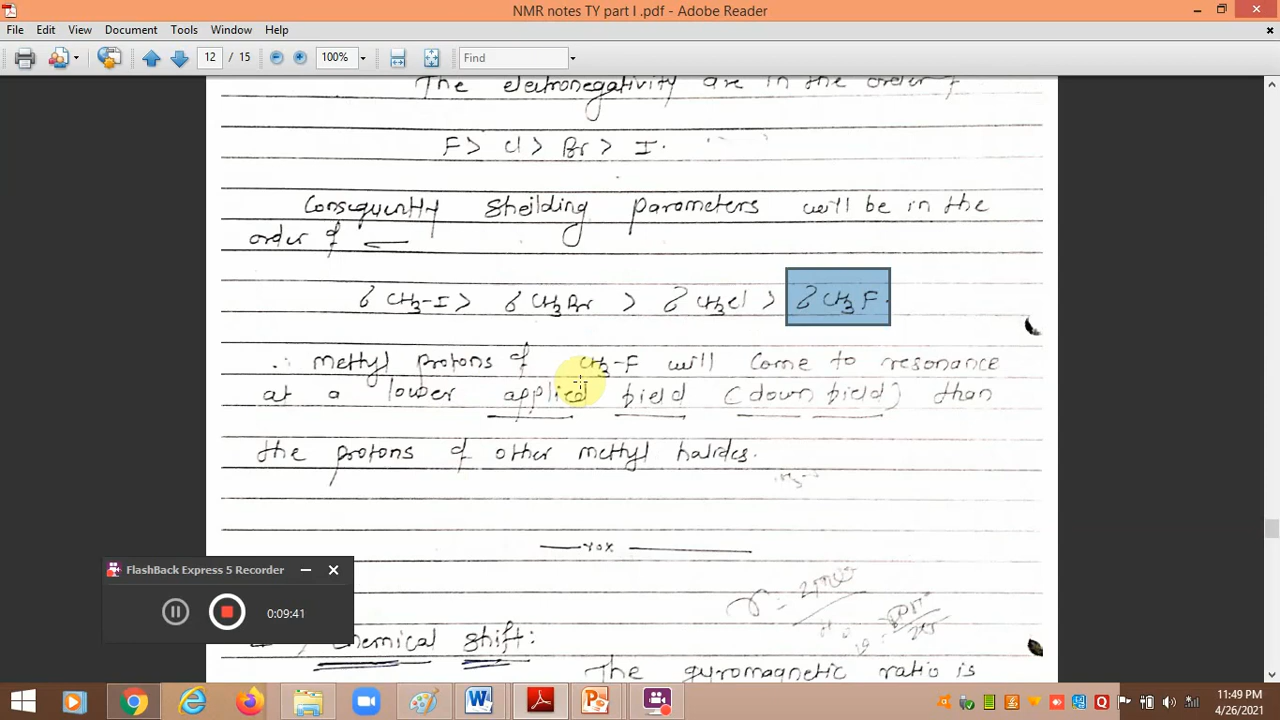 NMR notes TY part I .pdf - Adobe Reader
File Edit View Document Tools Window Help
12 / 15 100% Find
The electronegativity are in the order of
F > Cl > Br > I.
Consequently sheilding parameters will be in the
order of
CH3-I > CH3Br > CH3Cl > CH3F.
∴ methyl protons of CH3-F will come to resonance
at a lower applied field (down field) than
the protons of other methyl halides.
FlashBack Express 5 Recorder
0:09:41
chemical shift:
The gyromagnetic ratio is
11:49 PM
4/26/2021